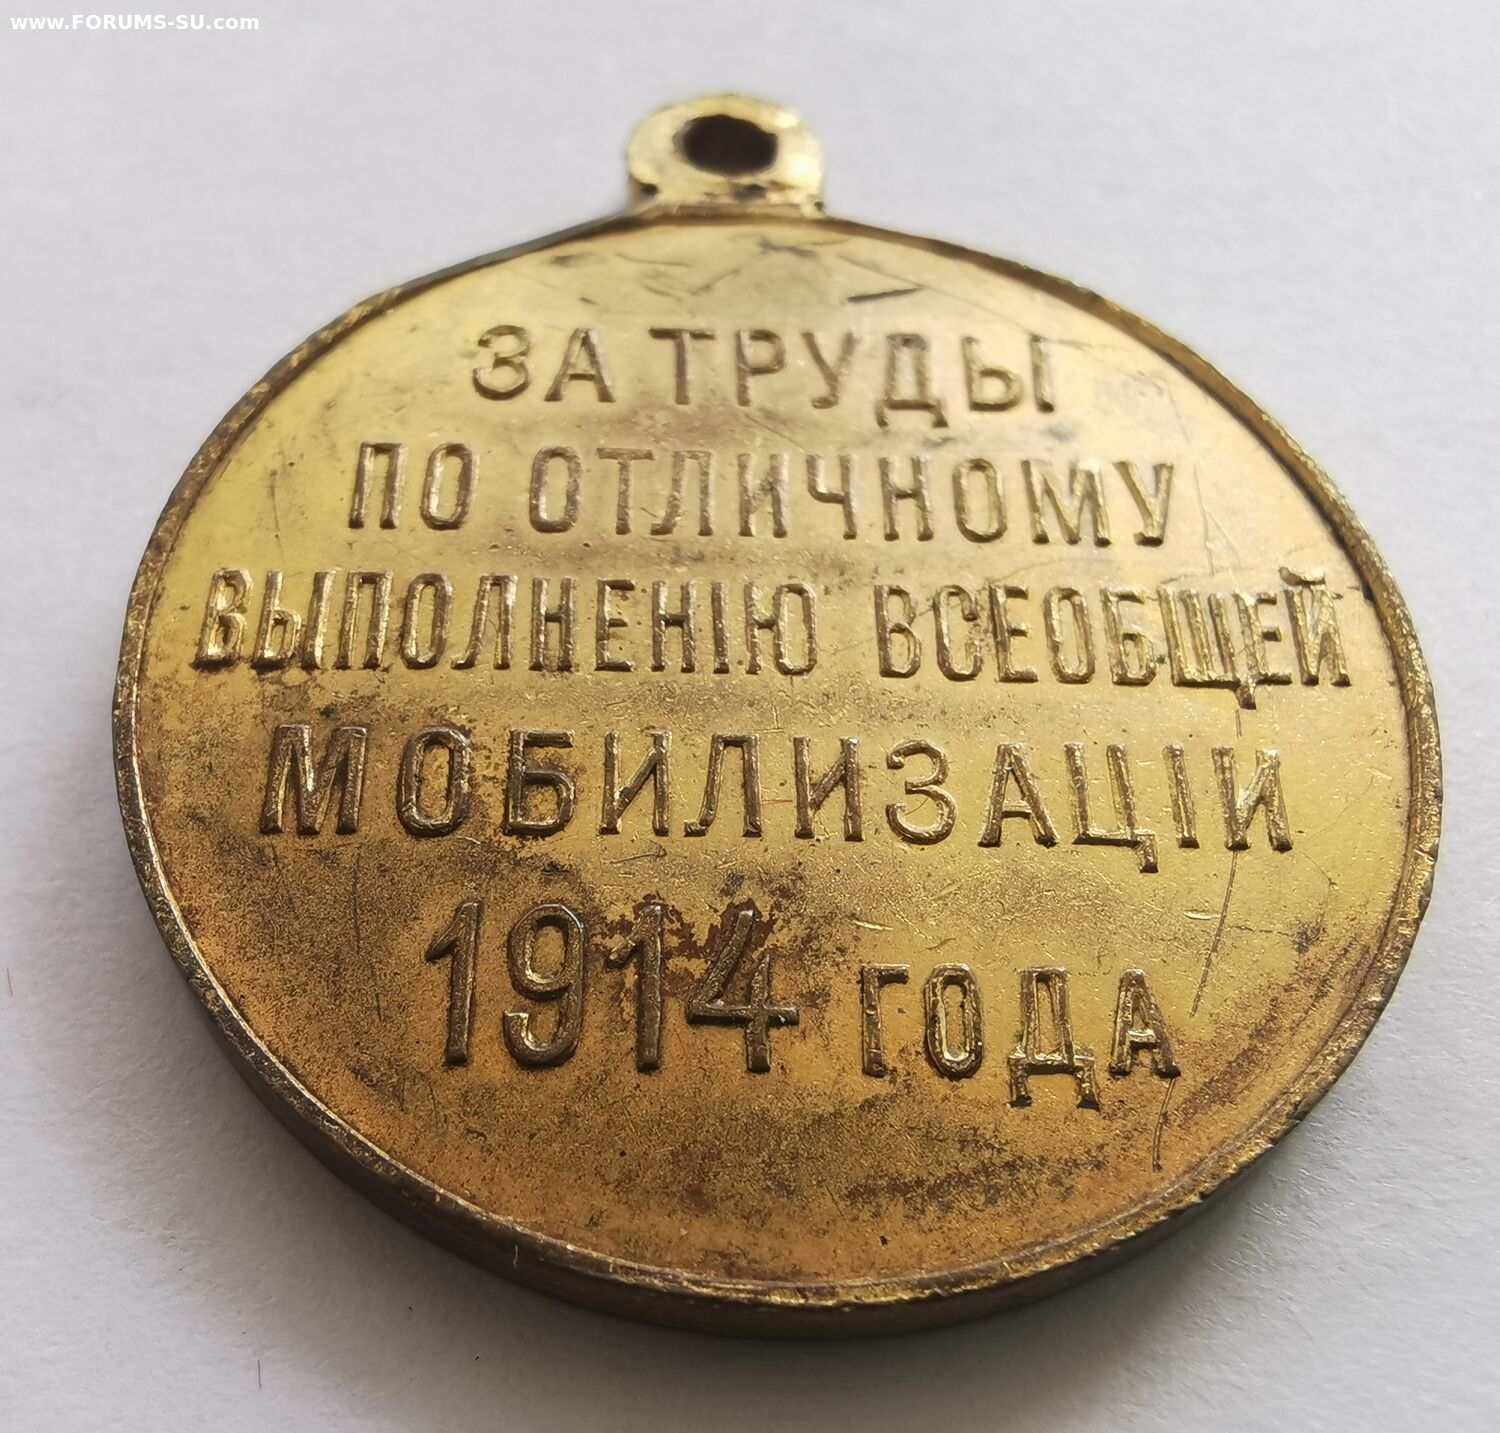 www.FORUMS-SU.com
ЗА ТРУДЫ
ПО ОТЛИЧНОМУ
ВЫПОЛНЕНІЮ ВСЕОБЩЕЙ
МОБИЛИЗАЦІИ
1914 ГОДА